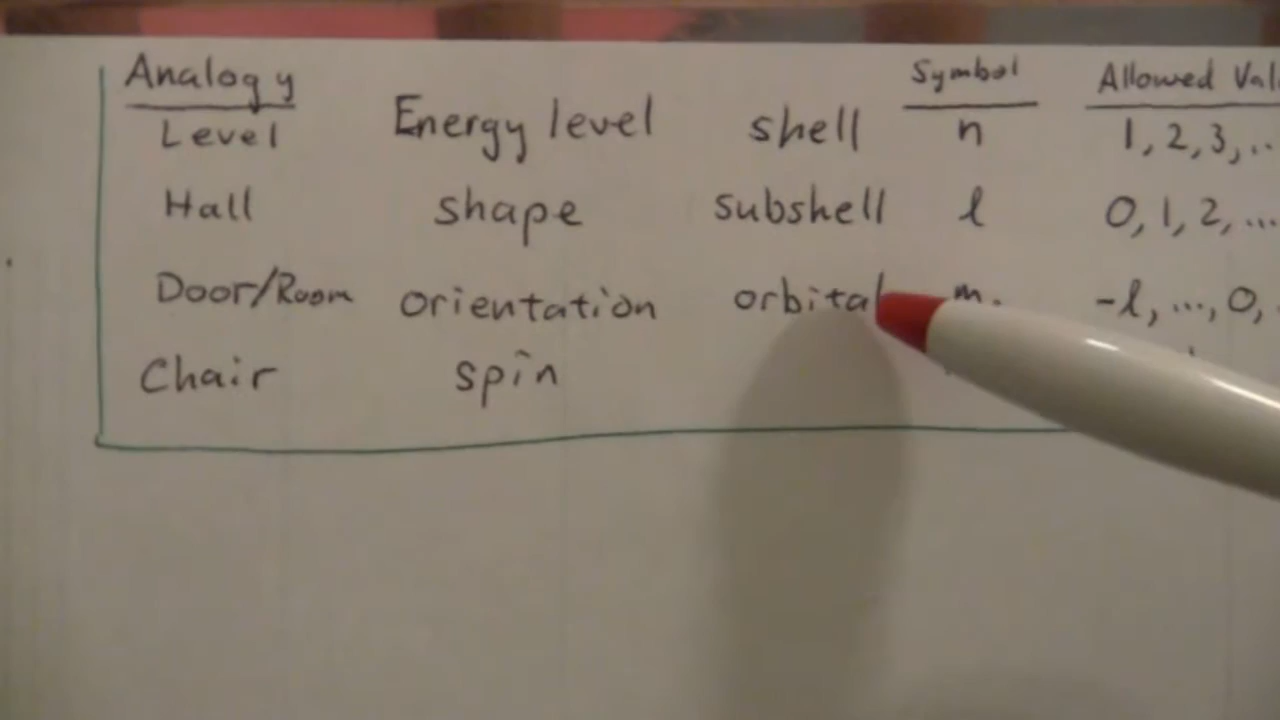 Analogy Symbol Allowed
Level Energy level shell n 1, 2, 3, ..
Hall shape subshell l 0, 1, 2, ...
Door/Room orientation orbital m -l, ..., 0,
Chair spin